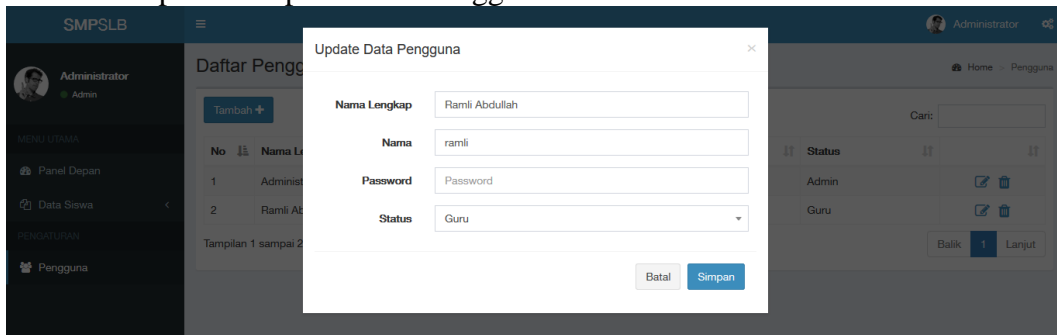 SMPSLB
Administrator
Administrator
Admin
MENU UTAMA
Panel Depan
Data Siswa
PENGATURAN
Pengguna
Daftar Pengg
Home > Pengguna
Tambah +
Cari:
No Nama Le Status
1 Administ Admin
2 Ramli Ab Guru
Tampilan 1 sampai 2
Balik 1 Lanjut
Update Data Pengguna ×
Nama Lengkap Ramli Abdullah
Nama ramli
Password Password
Status Guru
Batal Simpan